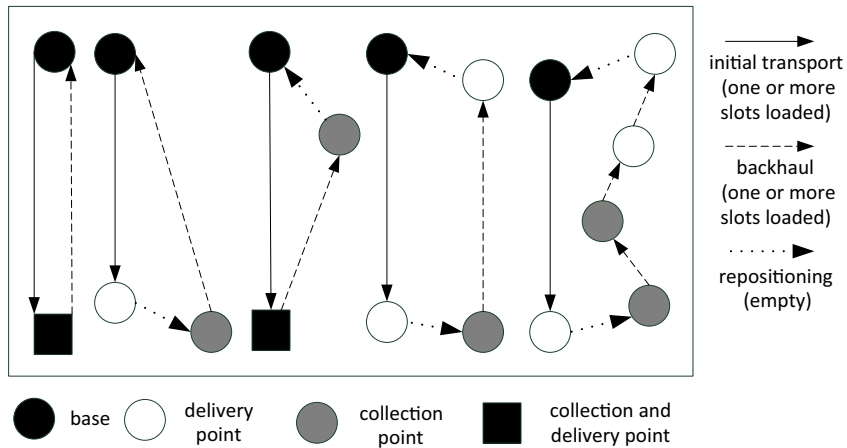 initial transport
(one or more
slots loaded)
backhaul
(one or more
slots loaded)
repositioning
(empty)
base
delivery
point
collection
point
collection and
delivery point